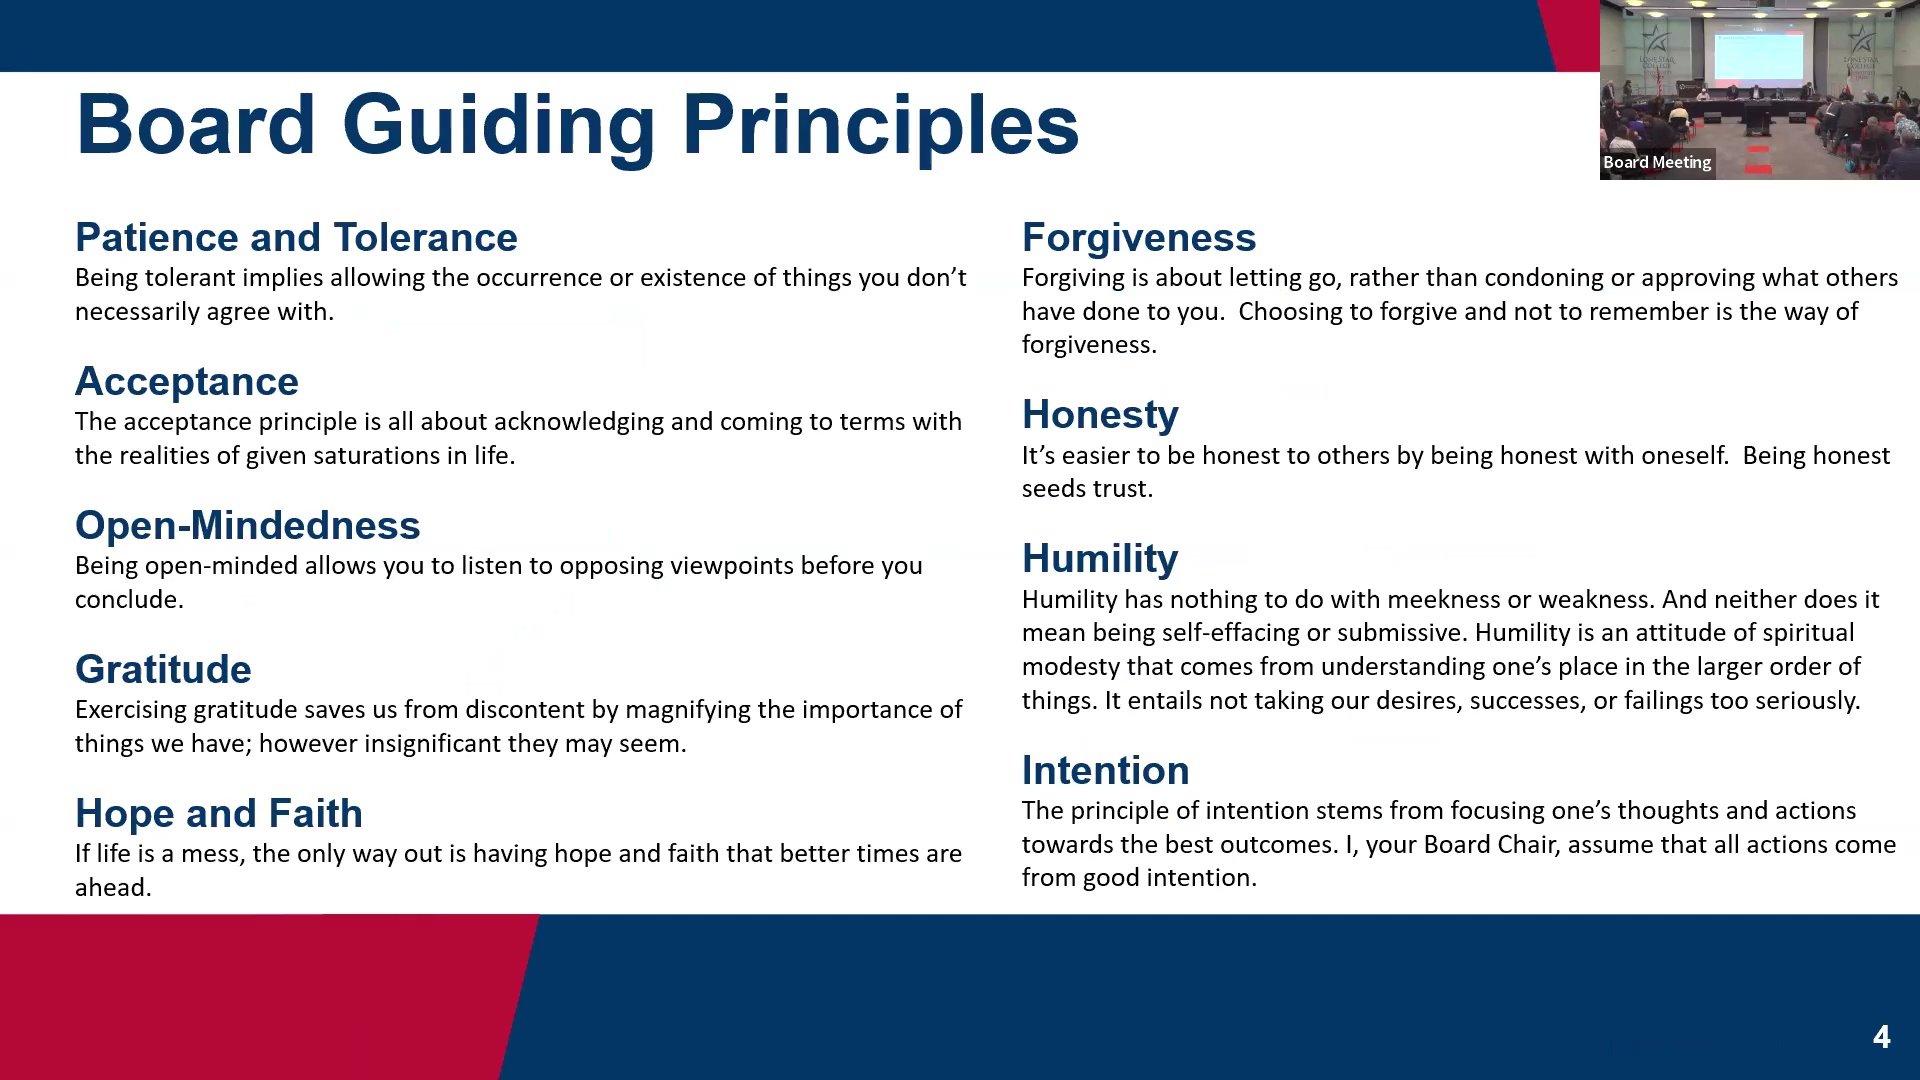 Board Guiding Principles
Board Meeting
Patience and Tolerance
Being tolerant implies allowing the occurrence or existence of things you don’t
necessarily agree with.
Acceptance
The acceptance principle is all about acknowledging and coming to terms with
the realities of given saturations in life.
Open-Mindedness
Being open-minded allows you to listen to opposing viewpoints before you
conclude.
Gratitude
Exercising gratitude saves us from discontent by magnifying the importance of
things we have; however insignificant they may seem.
Hope and Faith
If life is a mess, the only way out is having hope and faith that better times are
ahead.
Forgiveness
Forgiving is about letting go, rather than condoning or approving what others
have done to you.  Choosing to forgive and not to remember is the way of
forgiveness.
Honesty
It’s easier to be honest to others by being honest with oneself.  Being honest
seeds trust.
Humility
Humility has nothing to do with meekness or weakness. And neither does it
mean being self-effacing or submissive. Humility is an attitude of spiritual
modesty that comes from understanding one’s place in the larger order of
things. It entails not taking our desires, successes, or failings too seriously.
Intention
The principle of intention stems from focusing one’s thoughts and actions
towards the best outcomes. I, your Board Chair, assume that all actions come
from good intention.
4